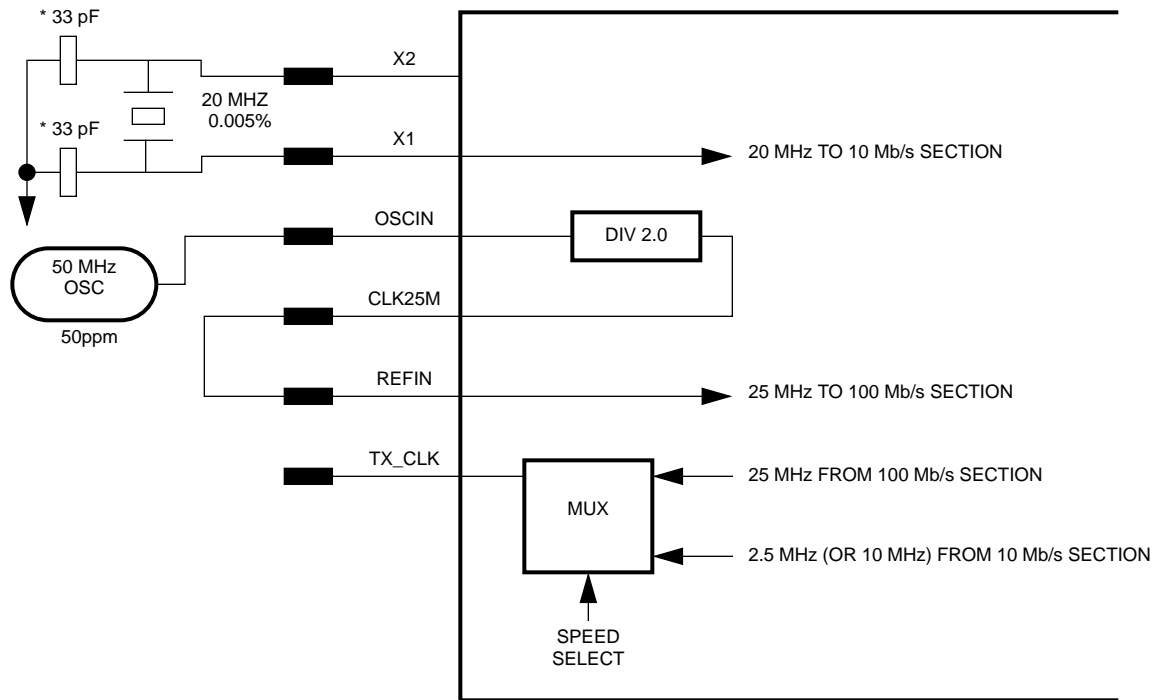 * 33 pF
X2
20 MHZ
0.005%
* 33 pF
X1
20 MHz TO 10 Mb/s SECTION
OSCIN
DIV 2.0
50 MHz
OSC
50ppm
CLK25M
REFIN
25 MHz TO 100 Mb/s SECTION
TX_CLK
25 MHz FROM 100 Mb/s SECTION
MUX
2.5 MHz (OR 10 MHz) FROM 10 Mb/s SECTION
SPEED
SELECT